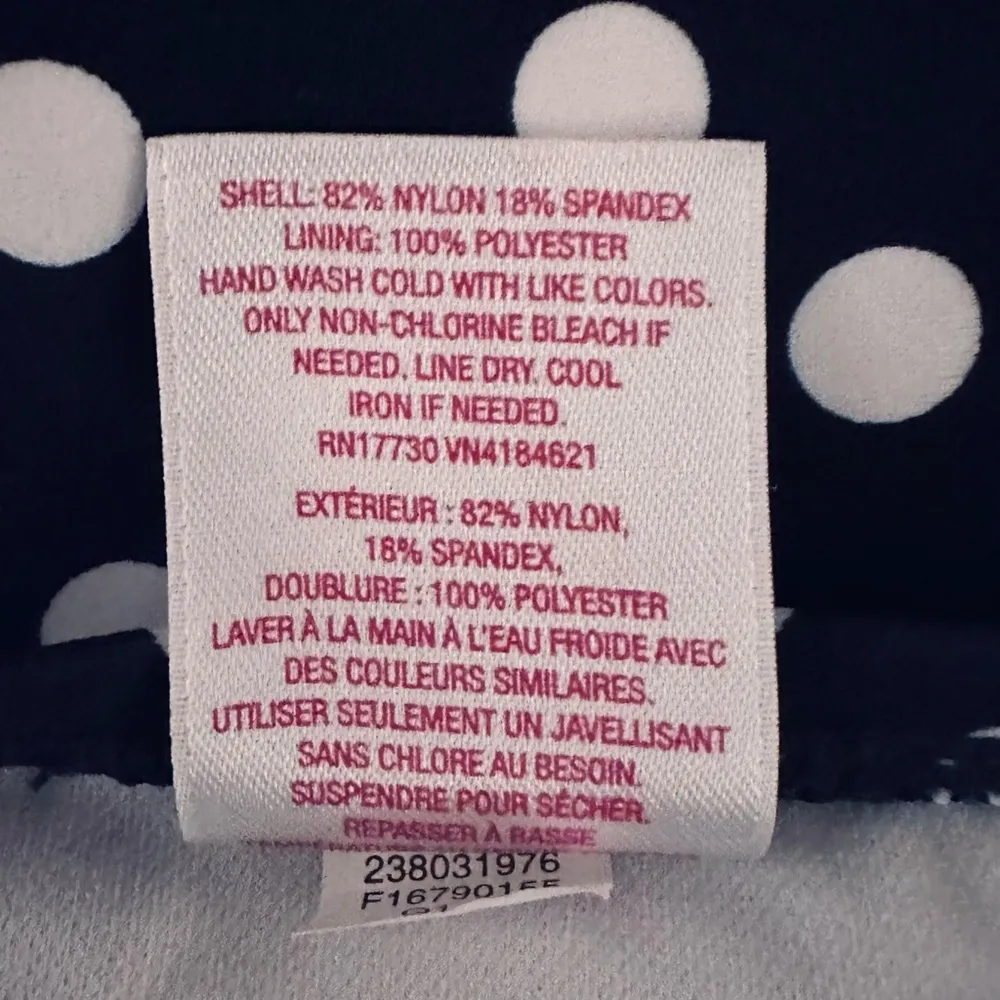 SHELL: 82% NYLON 18% SPANDEX
LINING: 100% POLYESTER
HAND WASH COLD WITH LIKE COLORS.
ONLY NON-CHLORINE BLEACH IF
NEEDED. LINE DRY. COOL
IRON IF NEEDED.
RN17730 VN4184621
EXTÉRIEUR : 82% NYLON,
18% SPANDEX,
DOUBLURE : 100% POLYESTER
LAVER À LA MAIN À L'EAU FROIDE AVEC
DES COULEURS SIMILAIRES.
UTILISER SEULEMENT UN JAVELLISANT
SANS CHLORE AU BESOIN.
SUSPENDRE POUR SÉCHER.
REPASSER À BASSE
238031976